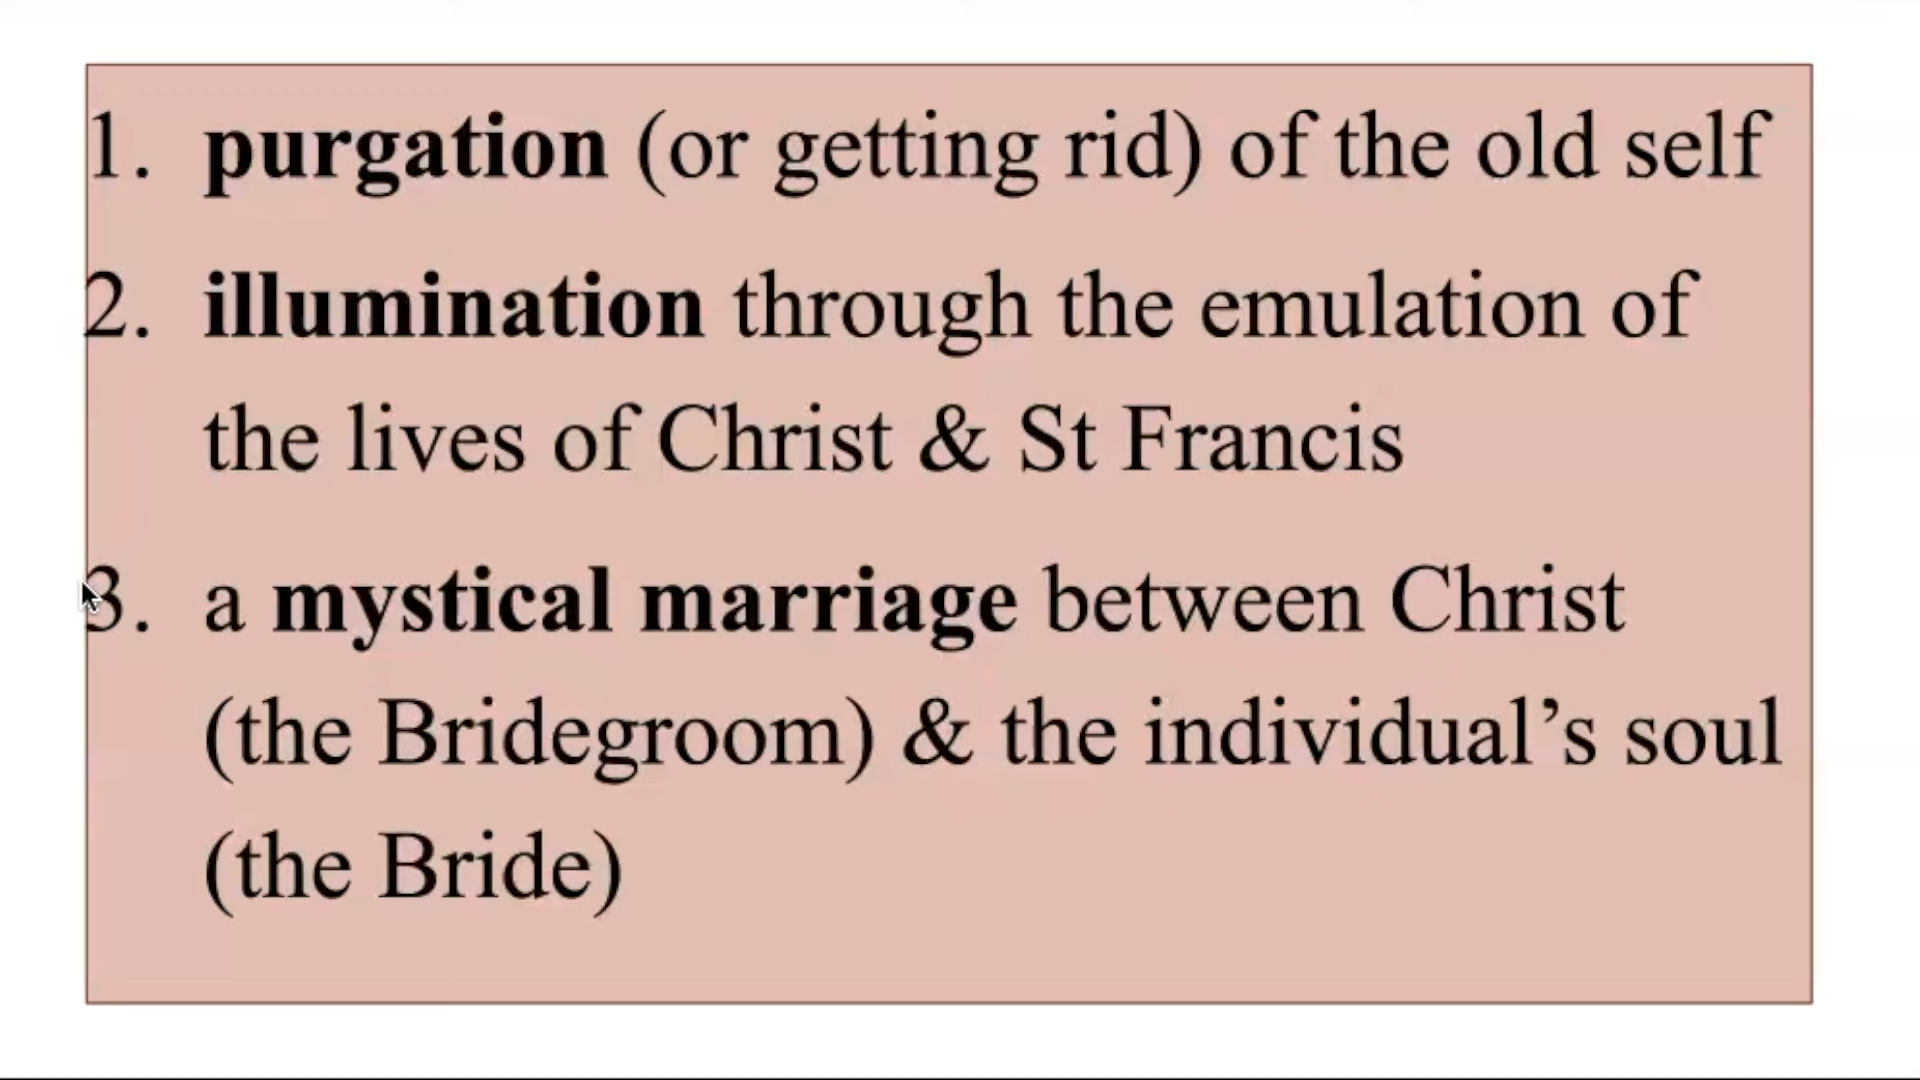 1. purgation (or getting rid) of the old self
2. illumination through the emulation of
the lives of Christ & St Francis
3. a mystical marriage between Christ
(the Bridegroom) & the individual’s soul
(the Bride)